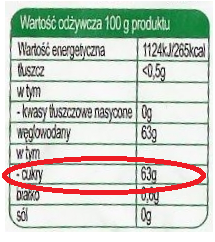 Wartość odżywcza 100 g produktu
Wartość energetyczna 1124kJ/265kcal
tłuszcz <0,5g
w tym
- kwasy tłuszczowe nasycone 0g
węglowodany 63g
w tym
- cukry 63g
białko 0,0g
sól 0g